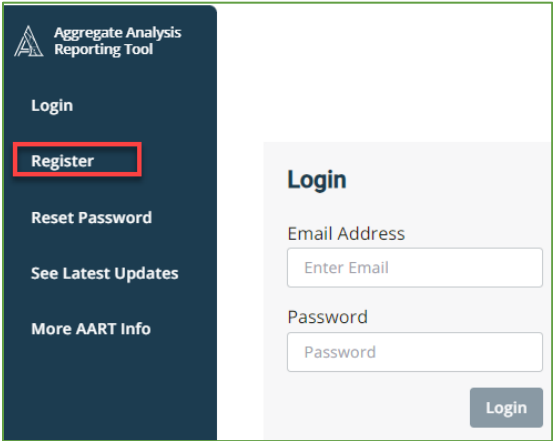 Aggregate Analysis
Reporting Tool
Login
Register
Reset Password
See Latest Updates
More AART Info
Login
Email Address
Enter Email
Password
Password
Login